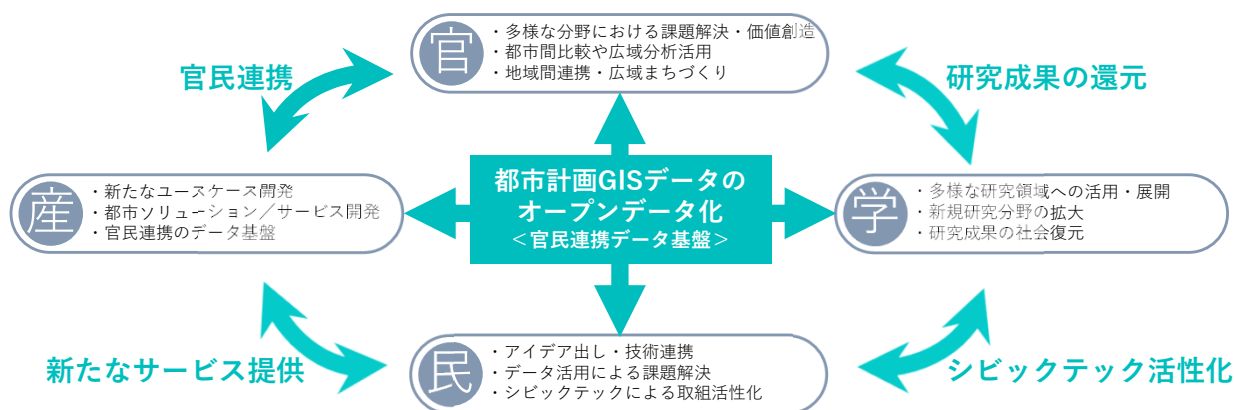 官
・多様な分野における課題解決・価値創造
・都市間比較や広域分析活用
・地域間連携・広域まちづくり
官民連携
研究成果の還元
産
・新たなユースケース開発
・都市ソリューション／サービス開発
・官民連携のデータ基盤
都市計画GISデータの
オープンデータ化
＜官民連携データ基盤＞
学
・多様な研究領域への活用・展開
・新規研究分野の拡大
・研究成果の社会復元
新たなサービス提供
シビックテック活性化
民
・アイデア出し・技術連携
・データ活用による課題解決
・シビックテックによる取組活性化